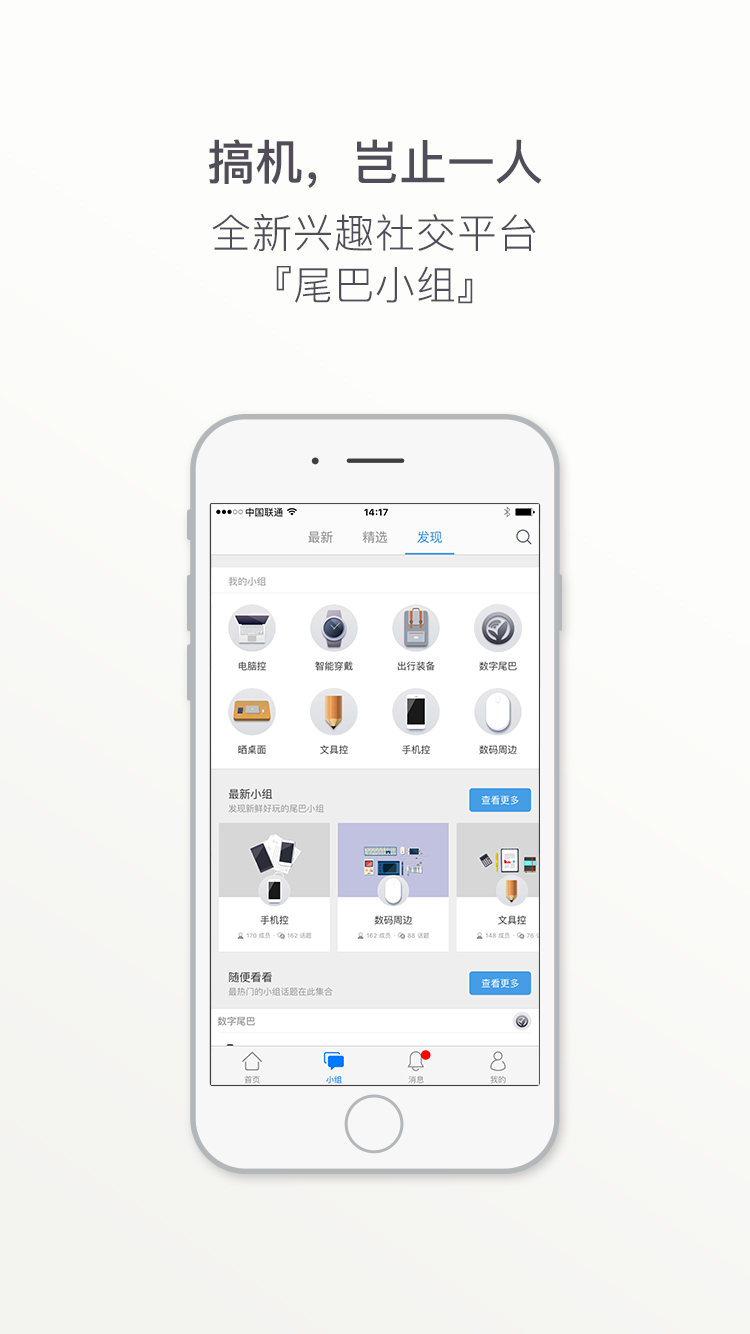 搞机，岂止一人
全新兴趣社交平台
『尾巴小组』
中国联通 14:17
最新 精选 发现
我的小组
电脑控 智能穿戴 出行装备 数字尾巴
晒桌面 文具控 手机控 数码周边
最新小组
查看更多
发现新鲜好玩的尾巴小组
手机控 数码周边 文具控
170 成员 · 162 话题 162 成员 · 88 话题 148 成员 · 76
随便看看
查看更多
最热门的小组话题在此集合
数字尾巴
首页 小组 消息 我的